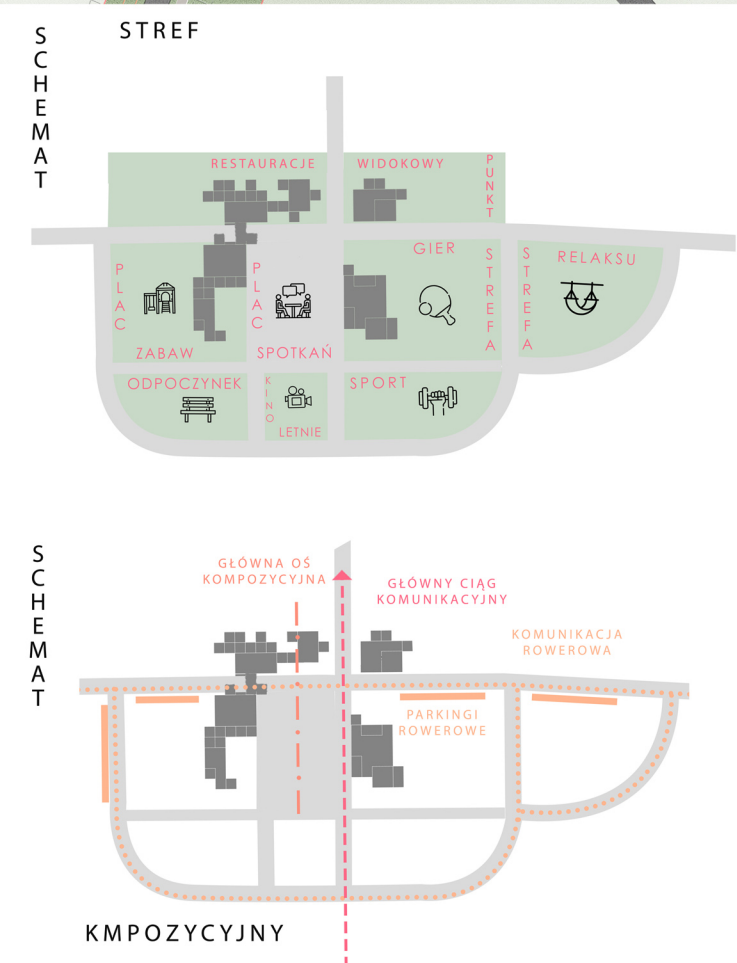 SCHEMAT
STREF
RESTAURACJE
WIDOKOWY
PUNKT
GIER
STREFA
STREFA
RELAKSU
PLAC
ZABAW
PLAC
SPOTKAŃ
ODPOCZYNEK
KINO
LETNIE
SPORT
SCHEMAT
GŁÓWNA OŚ
KOMPOZYCYJNA
GŁÓWNY CIĄG
KOMUNIKACYJNY
KOMUNIKACJA
ROWEROWA
PARKINGI
ROWEROWE
KMPOZYCYJNY